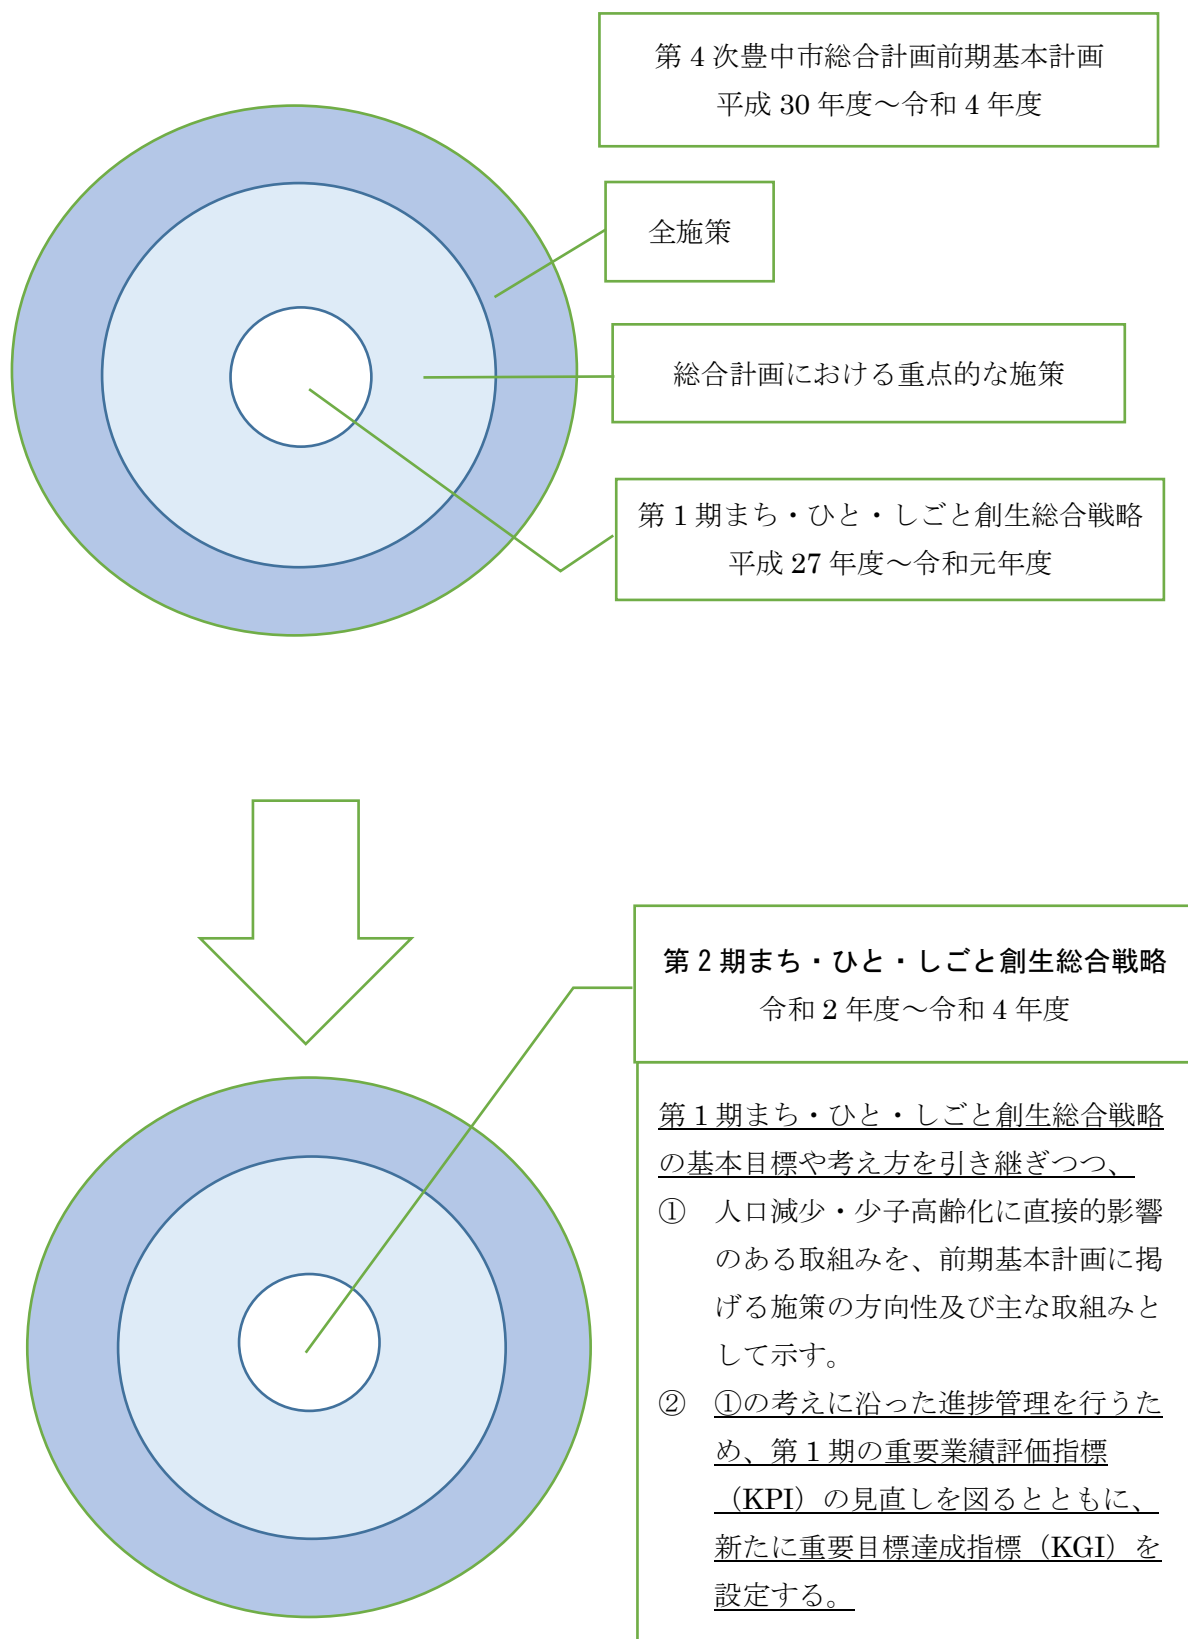 第 4 次豊中市総合計画前期基本計画
平成 30 年度～令和 4 年度
全施策
総合計画における重点的な施策
第 1 期まち・ひと・しごと創生総合戦略
平成 27 年度～令和元年度
第 2 期まち・ひと・しごと創生総合戦略
令和 2 年度～令和 4 年度
第 1 期まち・ひと・しごと創生総合戦略
の基本目標や考え方を引き継ぎつつ、
① 人口減少・少子高齢化に直接的影響
のある取組みを、前期基本計画に掲
げる施策の方向性及び主な取組みと
して示す。
② ①の考えに沿った進捗管理を行うた
め、第 1 期の重要業績評価指標
（KPI）の見直しを図るとともに、
新たに重要目標達成指標（KGI）を
設定する。